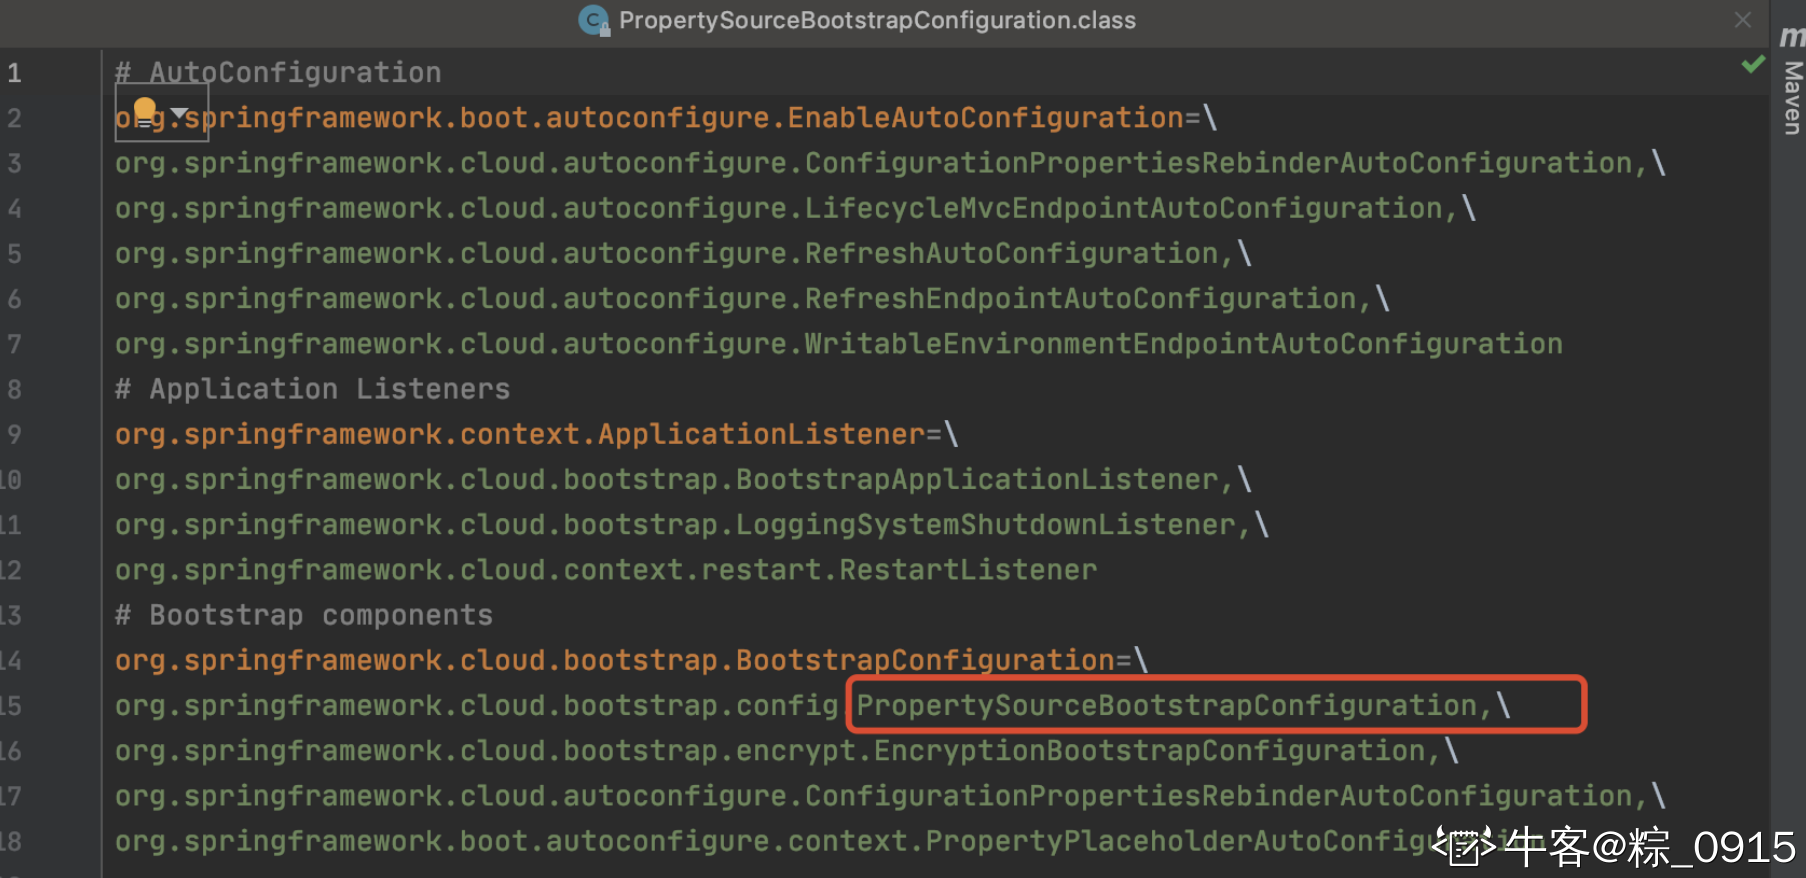 PropertySourceBootstrapConfiguration.class
m
Maven
1 # AutoConfiguration
2 org.springframework.boot.autoconfigure.EnableAutoConfiguration=\
3 org.springframework.cloud.autoconfigure.ConfigurationPropertiesRebinderAutoConfiguration,\
4 org.springframework.cloud.autoconfigure.LifecycleMvcEndpointAutoConfiguration,\
5 org.springframework.cloud.autoconfigure.RefreshAutoConfiguration,\
6 org.springframework.cloud.autoconfigure.RefreshEndpointAutoConfiguration,\
7 org.springframework.cloud.autoconfigure.WritableEnvironmentEndpointAutoConfiguration
8 # Application Listeners
9 org.springframework.context.ApplicationListener=\
10 org.springframework.cloud.bootstrap.BootstrapApplicationListener,\
11 org.springframework.cloud.bootstrap.LoggingSystemShutdownListener,\
12 org.springframework.cloud.context.restart.RestartListener
13 # Bootstrap components
14 org.springframework.cloud.bootstrap.BootstrapConfiguration=\
15 org.springframework.cloud.bootstrap.config.PropertySourceBootstrapConfiguration,\
16 org.springframework.cloud.bootstrap.encrypt.EncryptionBootstrapConfiguration,\
17 org.springframework.cloud.autoconfigure.ConfigurationPropertiesRebinderAutoConfiguration,\
18 org.springframework.boot.autoconfigure.context.PropertyPlaceholderAutoConfiguration
牛客@粽_0915